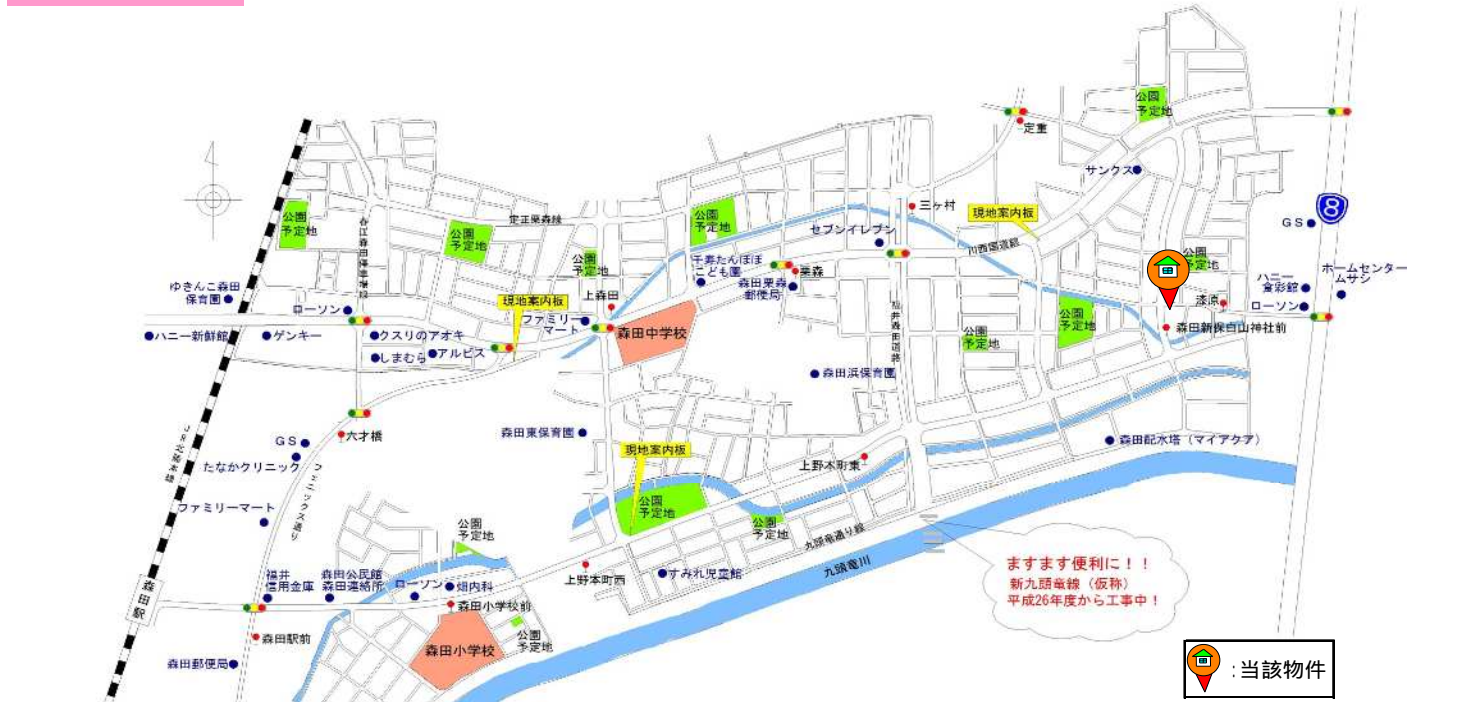 公園
予定地
定重
サンクス
8
GS
三ヶ村
現地案内板
公園
予定地
公園
予定地
公園
予定地
定正栗森線
セブンイレブン
川西国道線
公園
予定地
千寿たんぽぽ
こども園
栗森
森田栗森
郵便局
公園
予定地
ハニー
食彩館
ホームセンター
ムサシ
ゆきんこ森田
保育園
ローソン
現地案内板
上森田
ファミリー
マート
森田中学校
福井森田道路
公園
予定地
漆原
ローソン
森田新保白山神社前
ハニー新鮮館
ゲンキー
クスリのアオキ
しまむら
アルビス
公園
予定地
森田浜保育園
六才橋
GS
たなかクリニック
森田東保育園
現地案内板
上野本町東
森田配水塔（マイアクア）
ファミリーマート
フェニックス通り
公園
予定地
公園
予定地
公園
予定地
九頭竜通り線
九頭竜川
ますます便利に！！
新九頭竜線（仮称）
平成26年度から工事中！
森田駅
福井
信用金庫
森田公民館
森田連絡所
ローソン
畑内科
上野本町西
すみれ児童館
森田小学校前
森田駅前
公園
予定地
森田小学校
森田郵便局
:当該物件